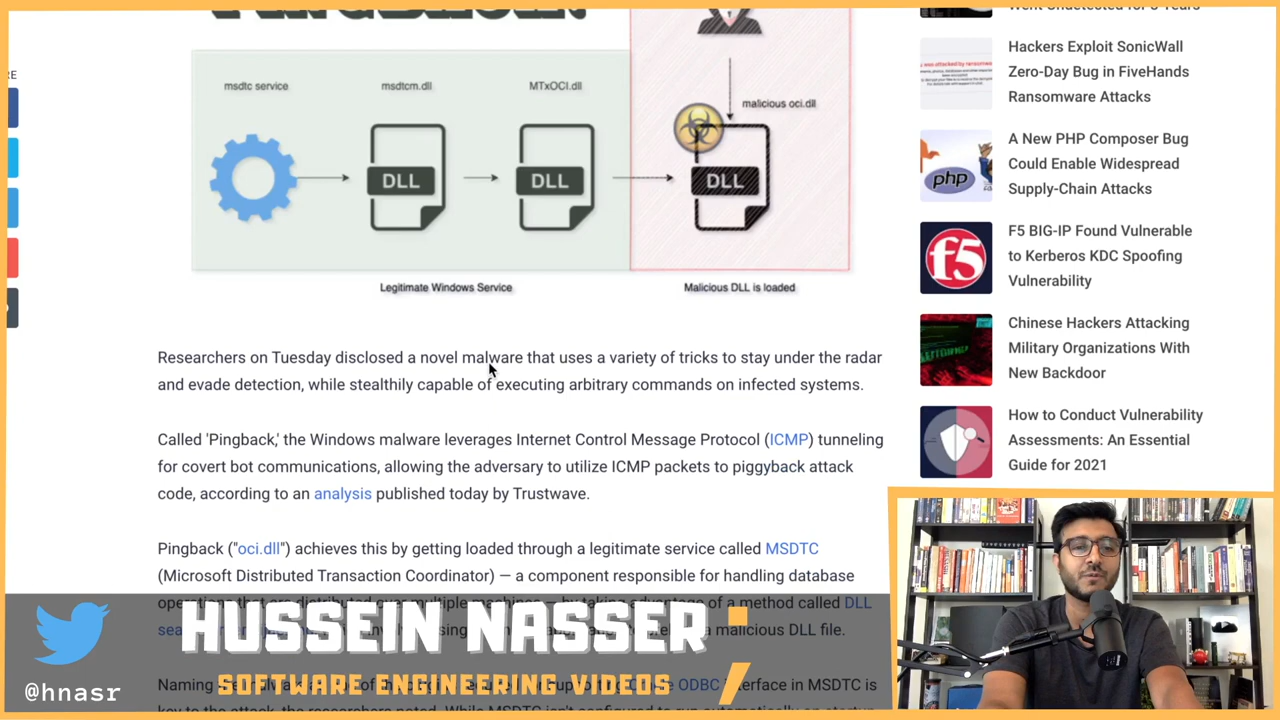 msdtc service
msdtcm.dll
MTxOCI.dll
malicious oci.dll
DLL
DLL
DLL
Legitimate Windows Service
Malicious DLL is loaded
Researchers on Tuesday disclosed a novel malware that uses a variety of tricks to stay under the radar
and evade detection, while stealthily capable of executing arbitrary commands on infected systems.
Called 'Pingback,' the Windows malware leverages Internet Control Message Protocol (ICMP) tunneling
for covert bot communications, allowing the adversary to utilize ICMP packets to piggyback attack
code, according to an analysis published today by Trustwave.
Pingback ("oci.dll") achieves this by getting loaded through a legitimate service called MSDTC
(Microsoft Distributed Transaction Coordinator) — a component responsible for handling database
of a method called DLL
a malicious DLL file.
ODBC interface in MSDTC is
Hackers Exploit SonicWall
Zero-Day Bug in FiveHands
Ransomware Attacks
php
A New PHP Composer Bug
Could Enable Widespread
Supply-Chain Attacks
f5
F5 BIG-IP Found Vulnerable
to Kerberos KDC Spoofing
Vulnerability
Chinese Hackers Attacking
Military Organizations With
New Backdoor
How to Conduct Vulnerability
Assessments: An Essential
Guide for 2021
HUSSEIN NASSER
SOFTWARE ENGINEERING VIDEOS
@hnasr